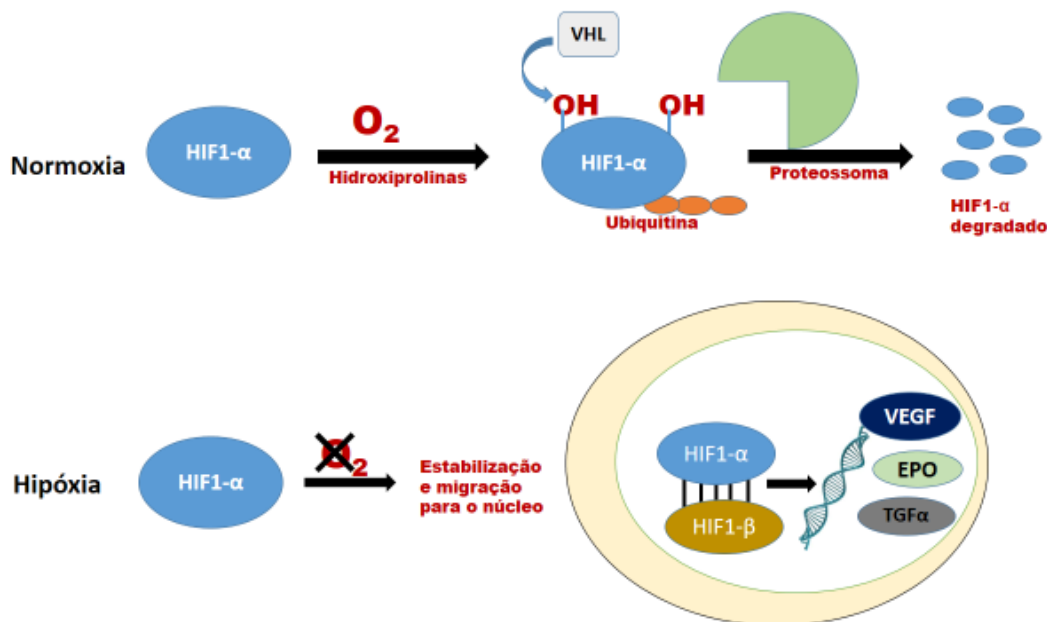 VHL
OH
OH
O₂
HIF1-α
HIF1-α
Normoxia
Hidroxiprolinas
Proteossoma
Ubiquitina
HIF1-α
degradado
VEGF
HIF1-α
EPO
O₂
Hipóxia
HIF1-α
Estabilização
e migração
para o núcleo
HIF1-β
TGFα